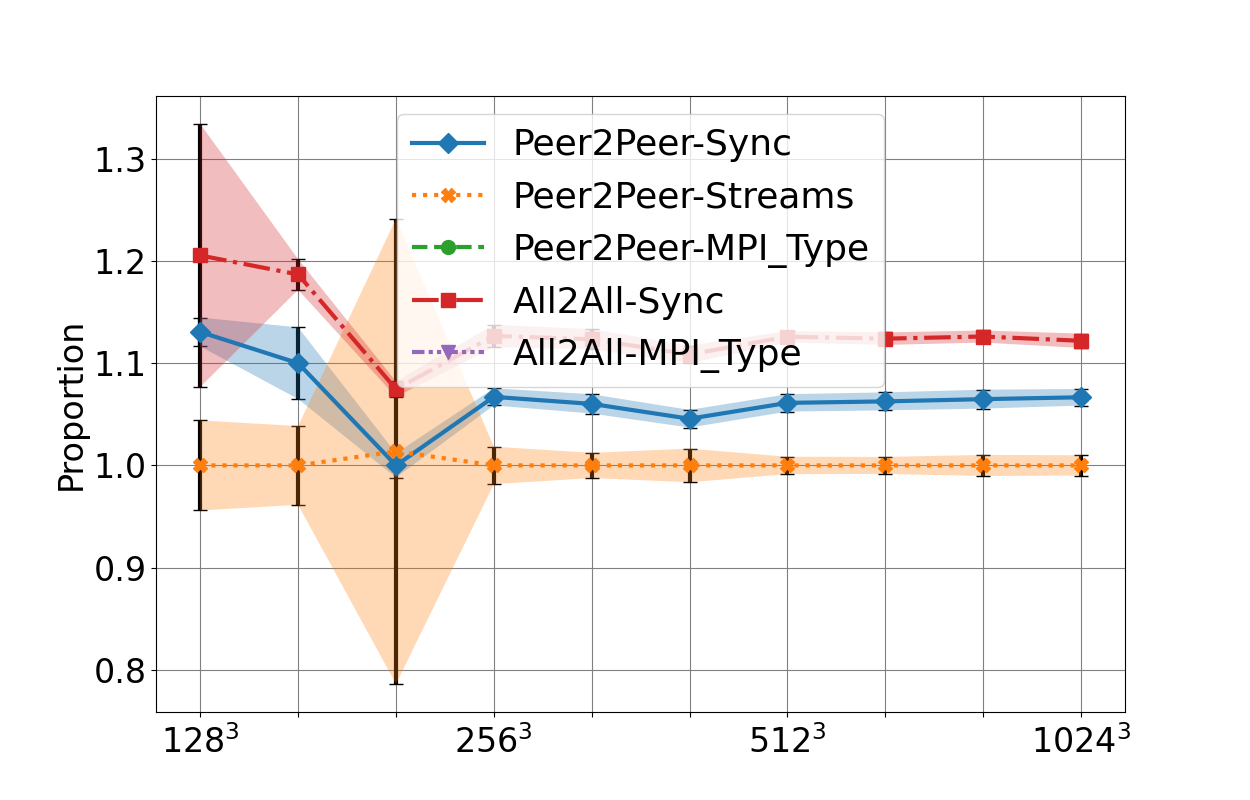 Peer2Peer-Sync
Peer2Peer-Streams
Peer2Peer-MPI_Type
All2All-Sync
All2All-MPI_Type
Proportion
1.3
1.2
1.1
1.0
0.9
0.8
128³ 256³ 512³ 1024³